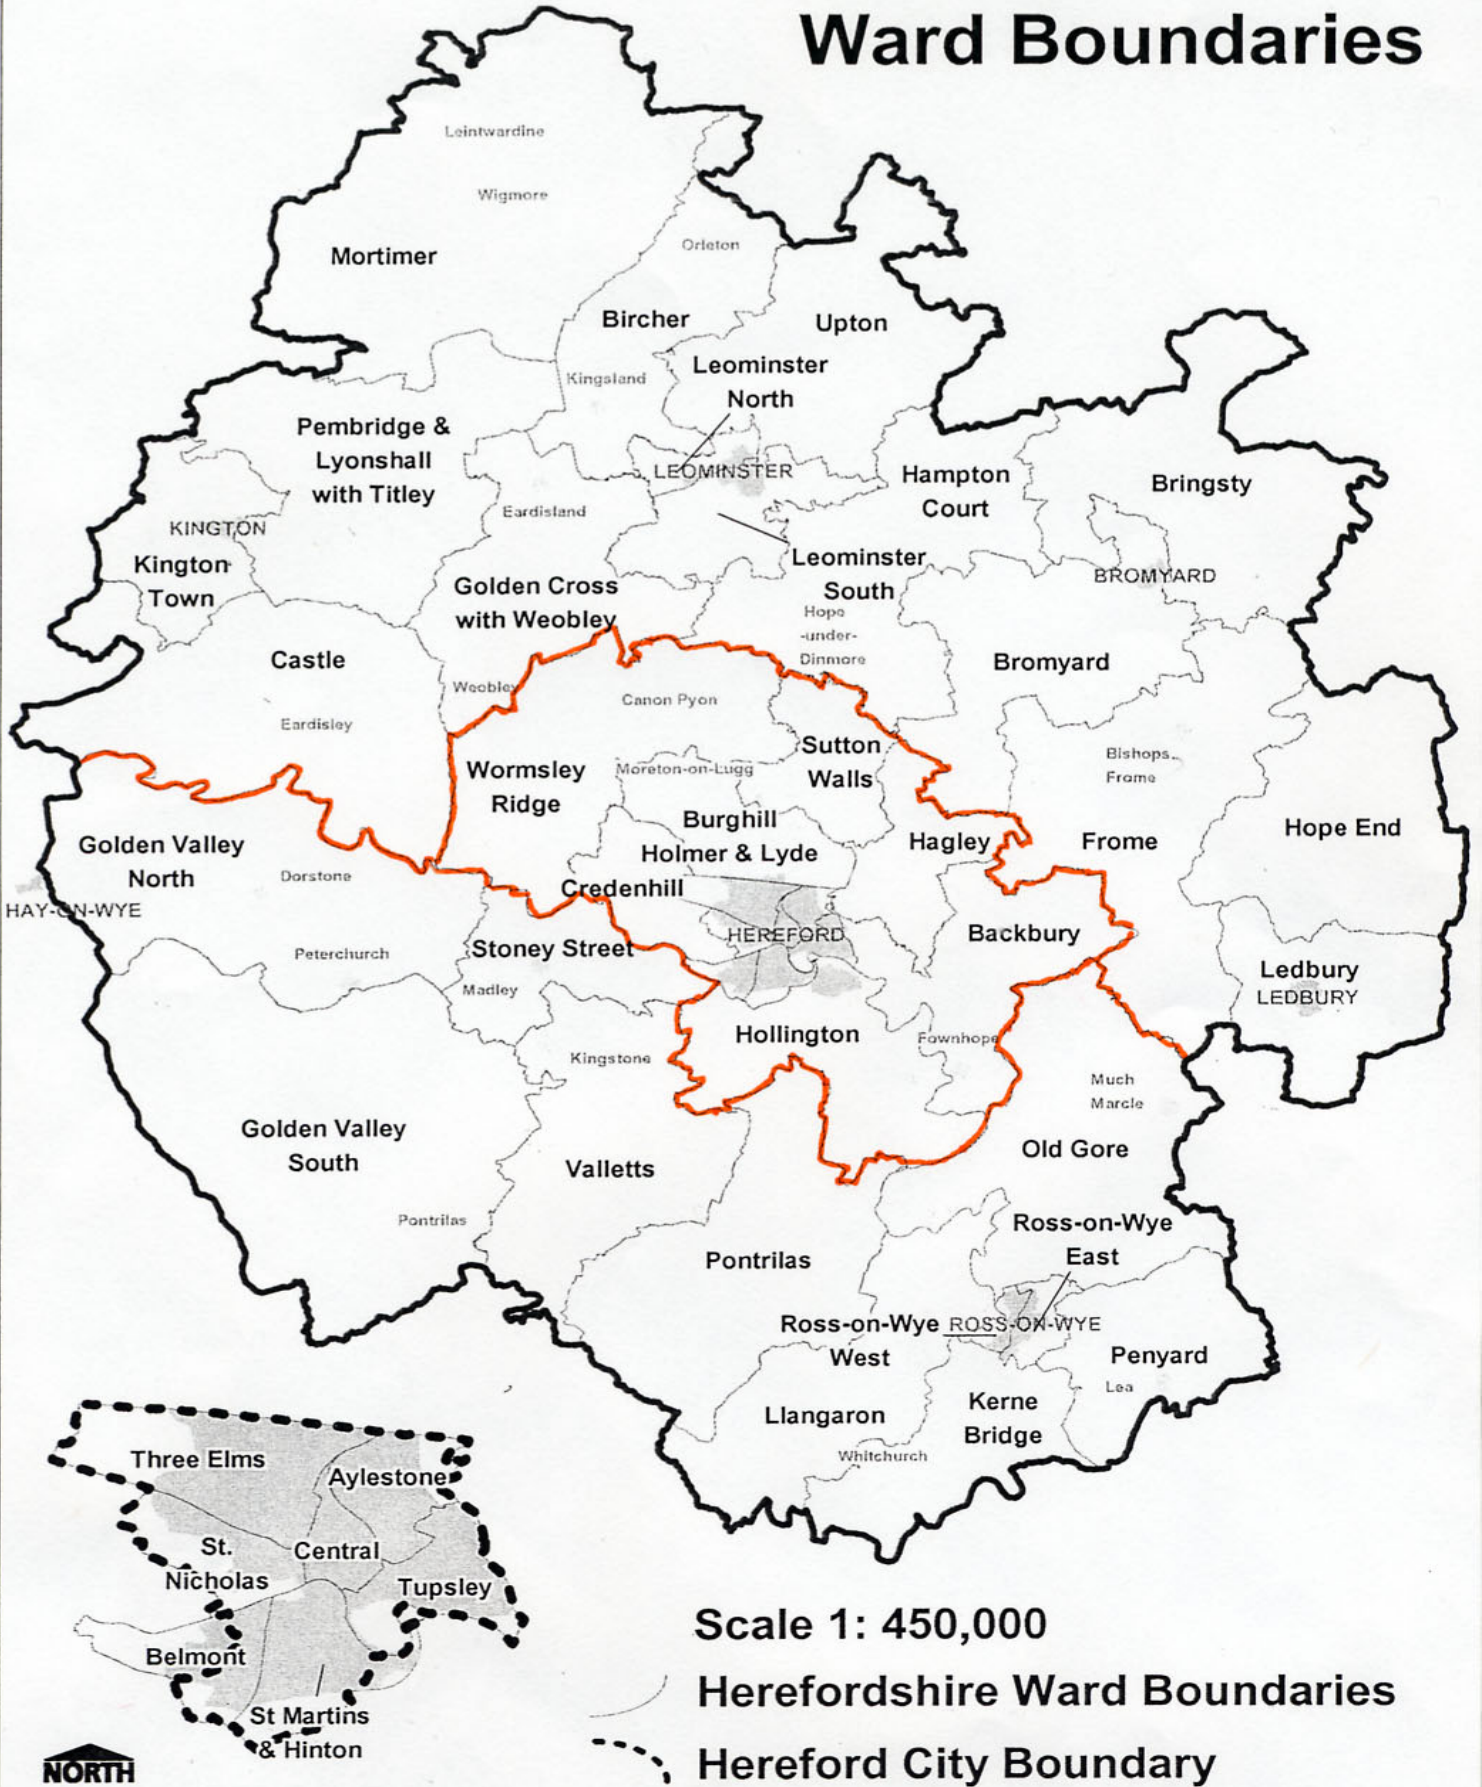 Ward Boundaries
Leintwardine
Wigmore
Mortimer
Orleton
Bircher
Upton
Leominster
North
Kingsland
Pembridge &
Lyonshall
with Titley
LEOMINSTER
Hampton
Court
Bringsty
Eardisland
KINGTON
Kington
Town
Leominster
South
BROMYARD
Golden Cross
with Weobley
Hope
-under-
Dinmore
Castle
Bromyard
Weobley
Canon Pyon
Eardisley
Sutton
Walls
Bishops
Frome
Wormsley
Ridge
Moreton-on-Lugg
Burghill
Holmer & Lyde
Hagley
Frome
Hope End
Golden Valley
North
Dorstone
Credenhill
HAY-ON-WYE
HEREFORD
Backbury
Peterchurch
Stoney Street
Madley
Ledbury
LEDBURY
Hollington
Fownhope
Kingstone
Much
Marcle
Golden Valley
South
Valletts
Old Gore
Pontrilas
Ross-on-Wye
East
Pontrilas
Ross-on-Wye
West
ROSS-ON-WYE
Penyard
Lea
Llangaron
Kerne
Bridge
Whitchurch
Three Elms
Aylestone
St.
Nicholas
Central
Tupsley
Belmont
St Martins
& Hinton
NORTH
Scale 1: 450,000
Herefordshire Ward Boundaries
Hereford City Boundary